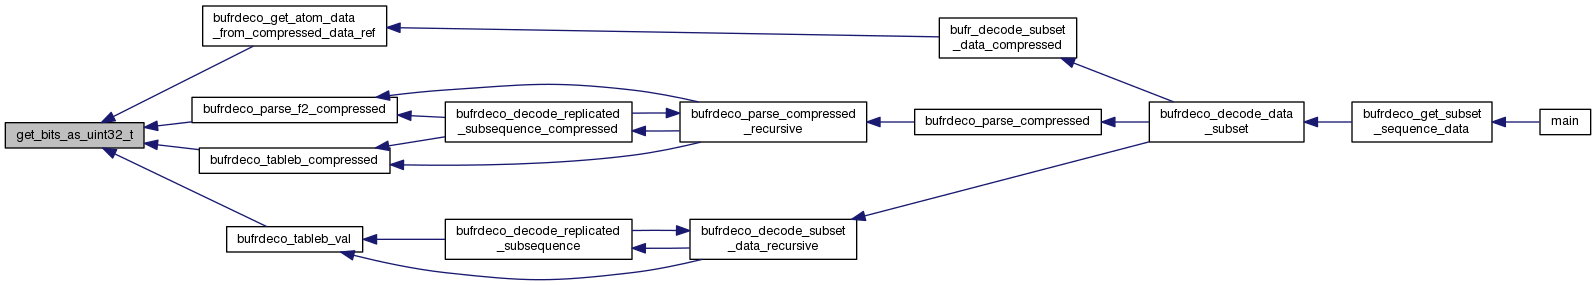 get_bits_as_uint32_t
bufrdeco_get_atom_data
_from_compressed_data_ref
bufrdeco_parse_f2_compressed
bufrdeco_tableb_compressed
bufrdeco_tableb_val
bufrdeco_decode_replicated
_subsequence_compressed
bufrdeco_decode_replicated
_subsequence
bufrdeco_parse_compressed
_recursive
bufrdeco_decode_subset
_data_recursive
bufr_decode_subset
_data_compressed
bufrdeco_parse_compressed
bufrdeco_decode_data
_subset
bufrdeco_get_subset
_sequence_data
main